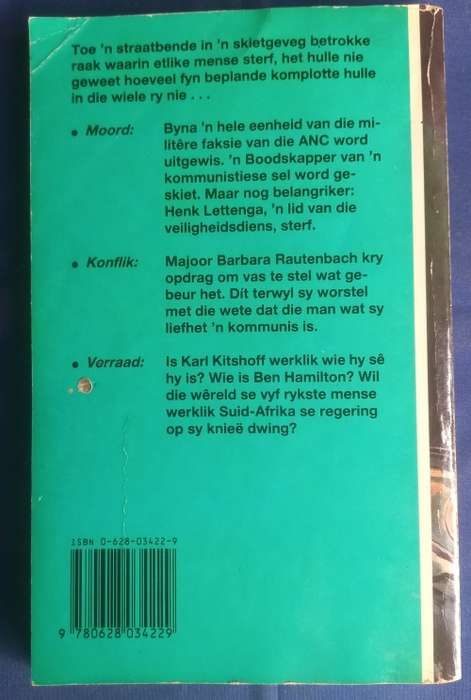 Toe 'n straatbende in 'n skietgeveg betrokke
raak waarin etlike mense sterf, het hulle nie
geweet hoeveel fyn beplande komplotte hulle
in die wiele ry nie . . .
• Moord: Byna 'n hele eenheid van die mi-
litêre faksie van die ANC word
uitgewis. 'n Boodskapper van 'n
kommunistiese sel word ge-
skiet. Maar nog belangriker:
Henk Lettenga, 'n lid van die
veiligheidsdiens, sterf.
• Konflik: Majoor Barbara Rautenbach kry
opdrag om vas te stel wat ge-
beur het. Dít terwyl sy worstel
met die wete dat die man wat sy
liefhet 'n kommunis is.
• Verraad: Is Karl Kitshoff werklik wie hy sê
hy is? Wie is Ben Hamilton? Wil
die wêreld se vyf rykste mense
werklik Suid-Afrika se regering
op sy knieë dwing?
ISBN 0-628-03422-9
9 780628 034229